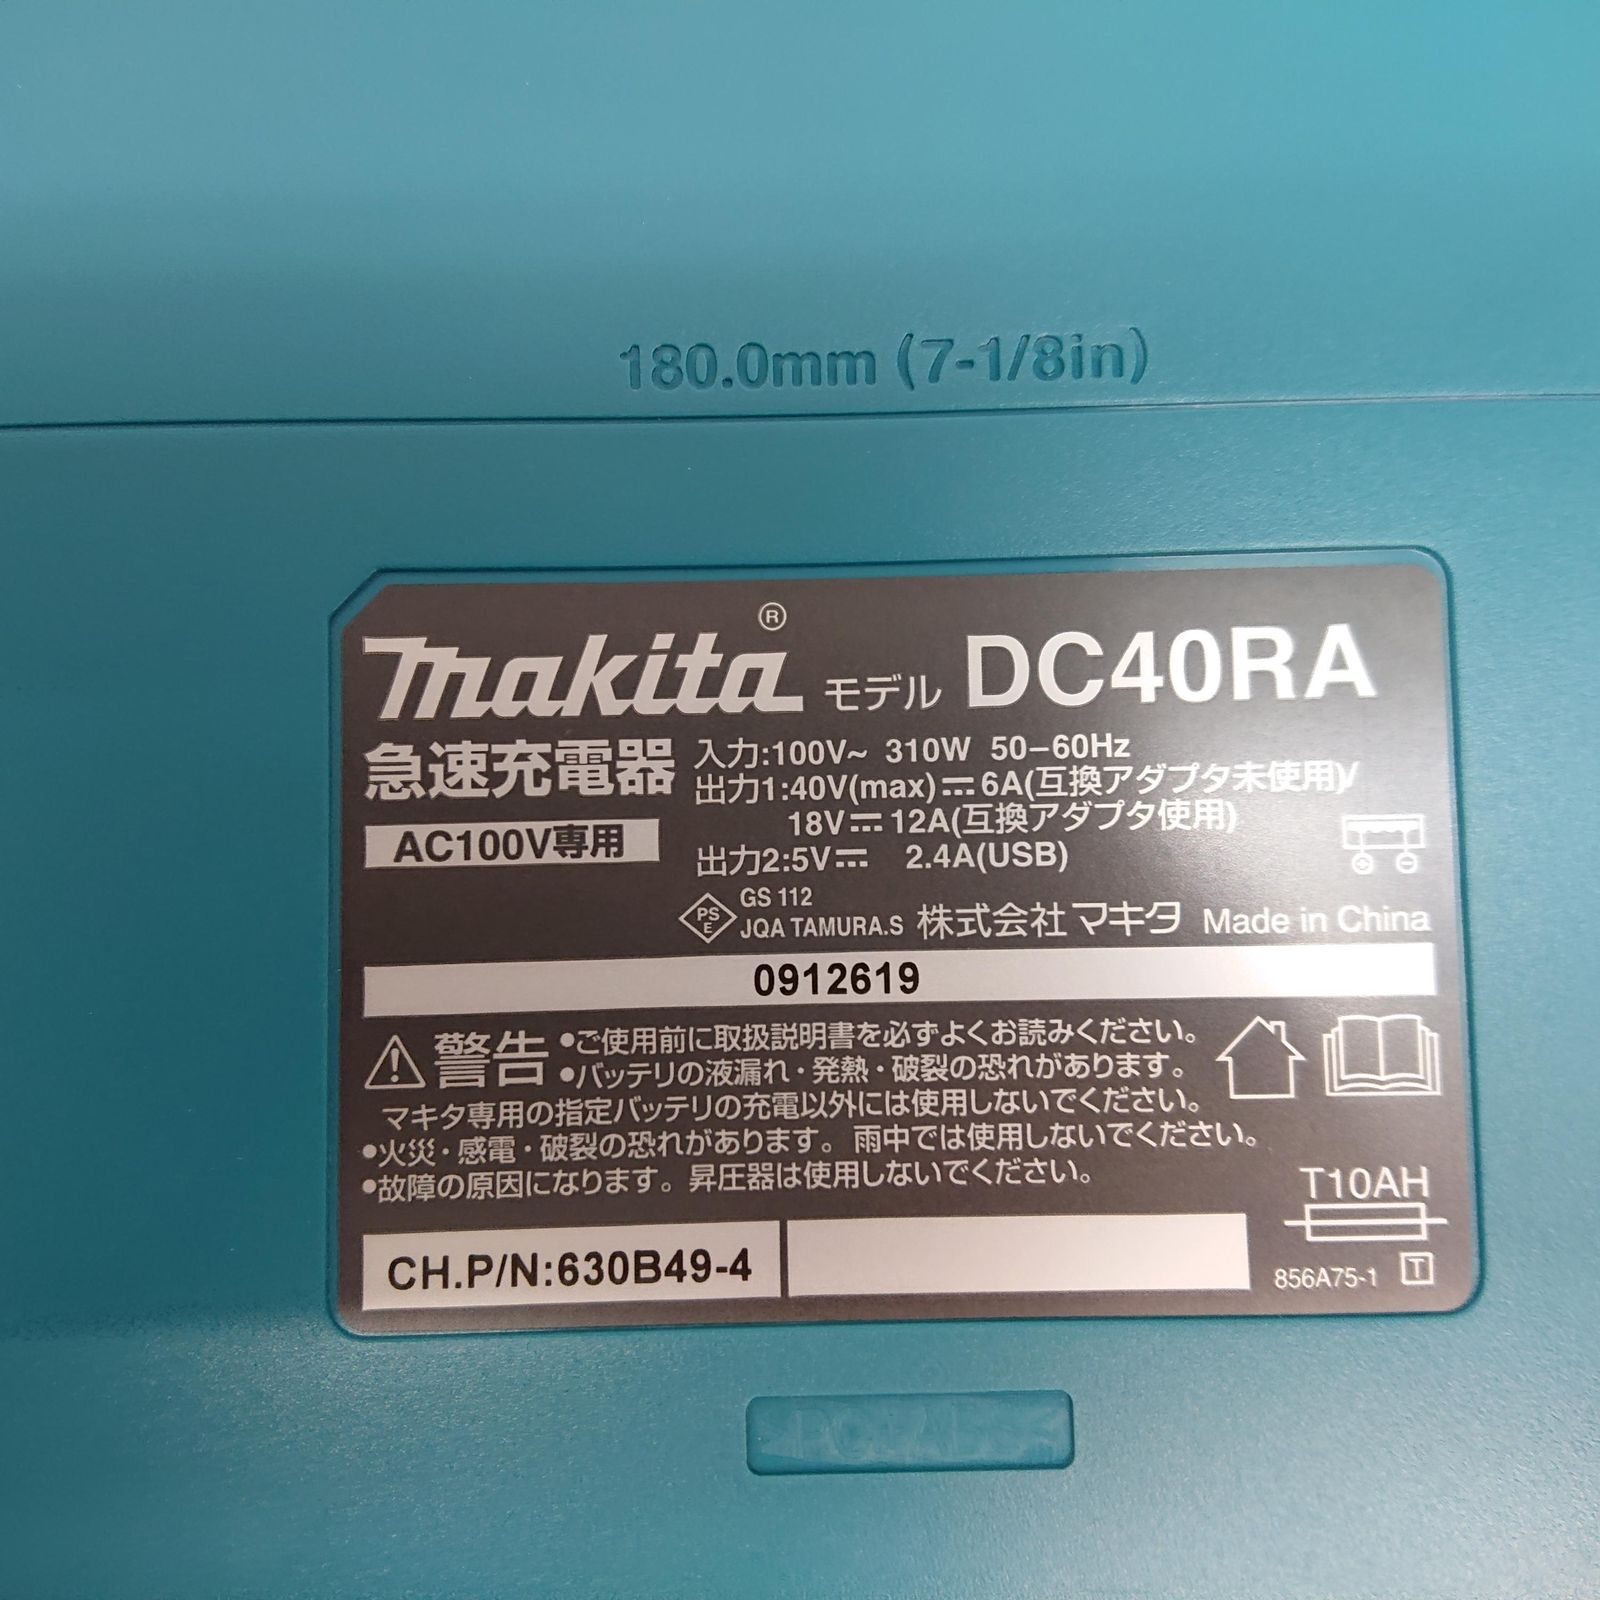 180.0mm (7-1/8in)
makita® モデル DC40RA
急速充電器
AC100V専用
入力:100V~ 310W 50-60Hz
出力1:40V(max)⎓6A(互換アダプタ未使用)/
18V⎓12A(互換アダプタ使用)
出力2:5V⎓ 2.4A(USB)
PSE GS 112
JQA TAMURA.S 株式会社マキタ Made in China
0912619
⚠警告 •ご使用前に取扱説明書を必ずよくお読みください。
•バッテリの液漏れ・発熱・破裂の恐れがあります。
マキタ専用の指定バッテリの充電以外には使用しないでください。
•火災・感電・破裂の恐れがあります。雨中では使用しないでください。
•故障の原因になります。昇圧器は使用しないでください。
T10AH
CH.P/N:630B49-4
856A75-1 T